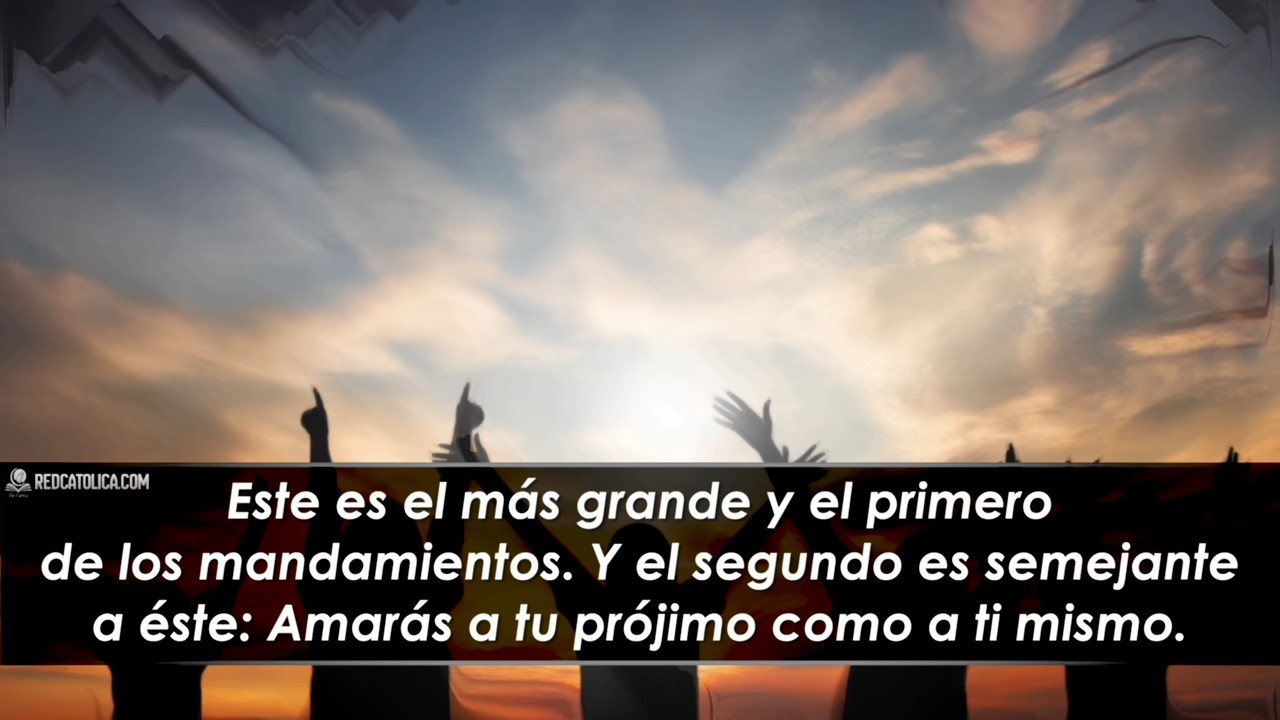 REDCATOLICA.COM
Este es el más grande y el primero
de los mandamientos. Y el segundo es semejante
a éste: Amarás a tu prójimo como a ti mismo.